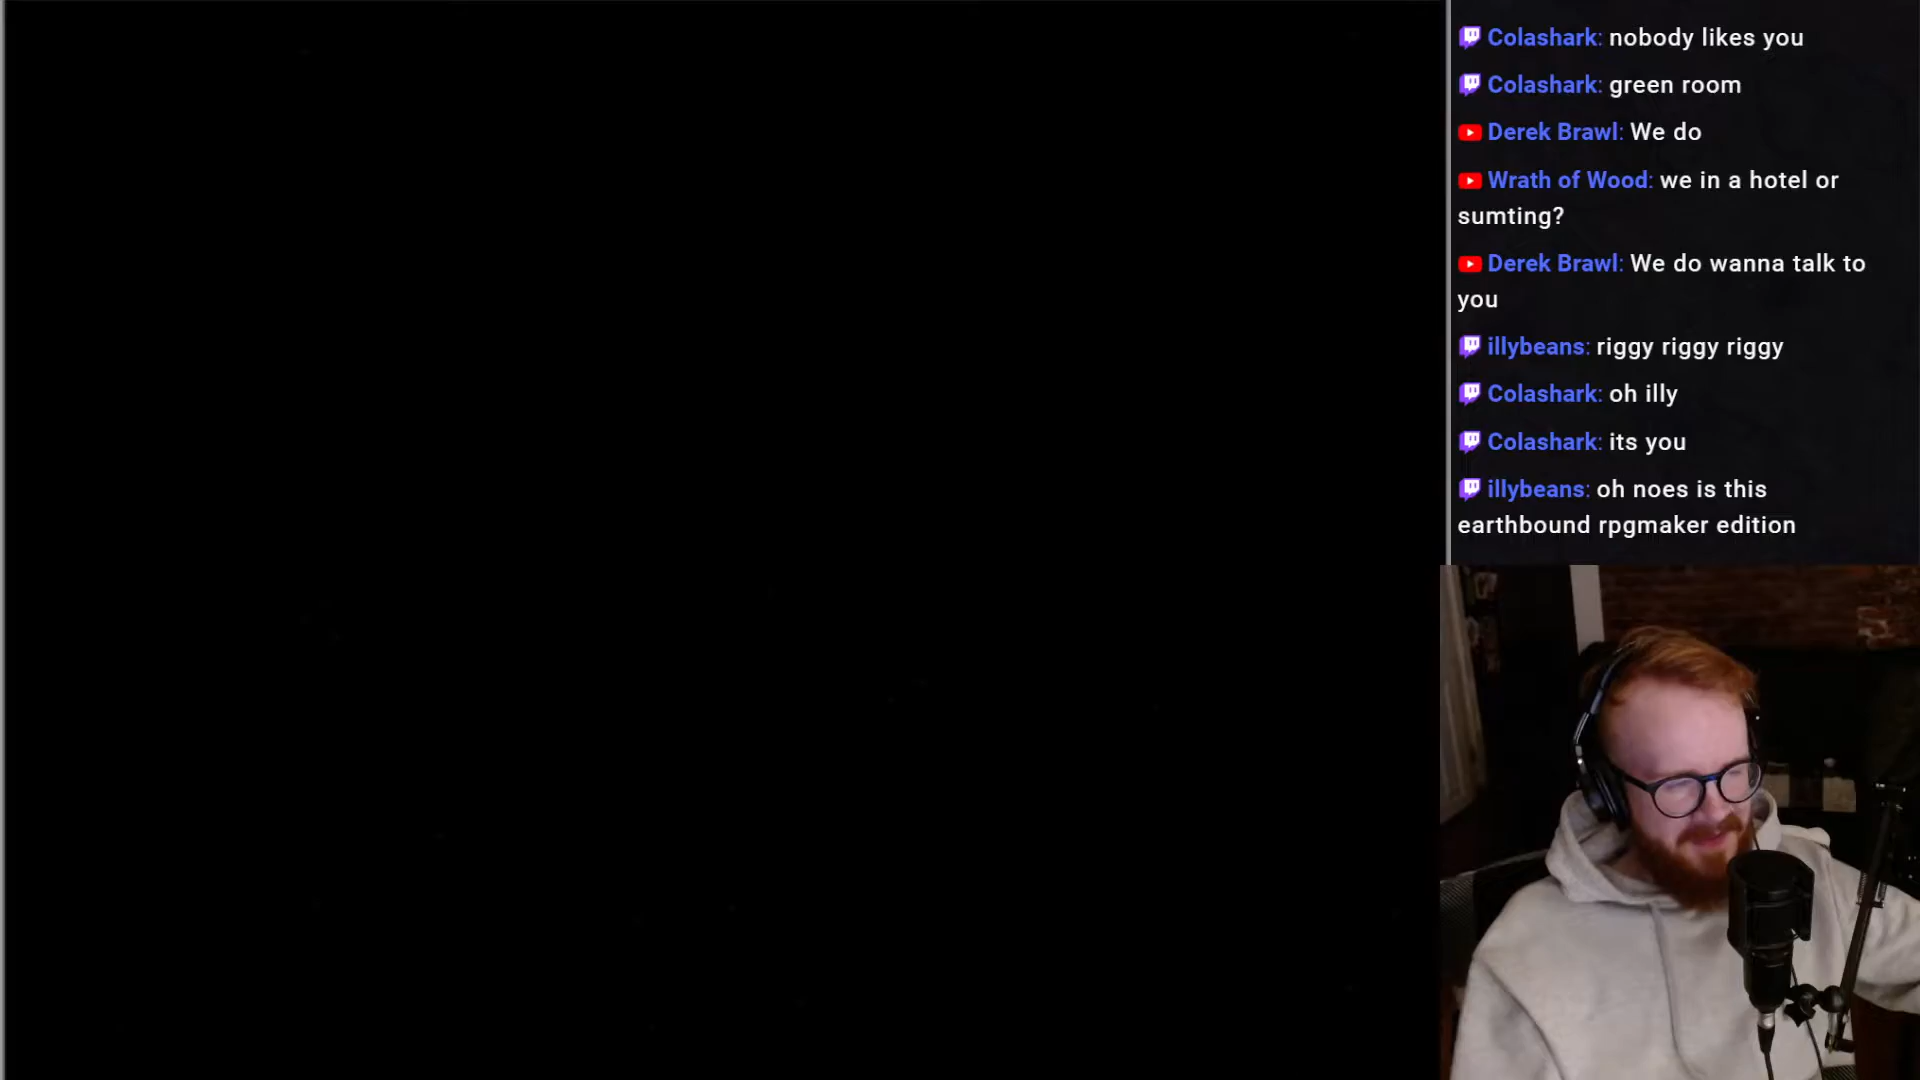 Colashark: nobody likes you
Colashark: green room
Derek Brawl: We do
Wrath of Wood: we in a hotel or
sumting?
Derek Brawl: We do wanna talk to
you
illybeans: riggy riggy riggy
Colashark: oh illy
Colashark: its you
illybeans: oh noes is this
earthbound rpgmaker edition